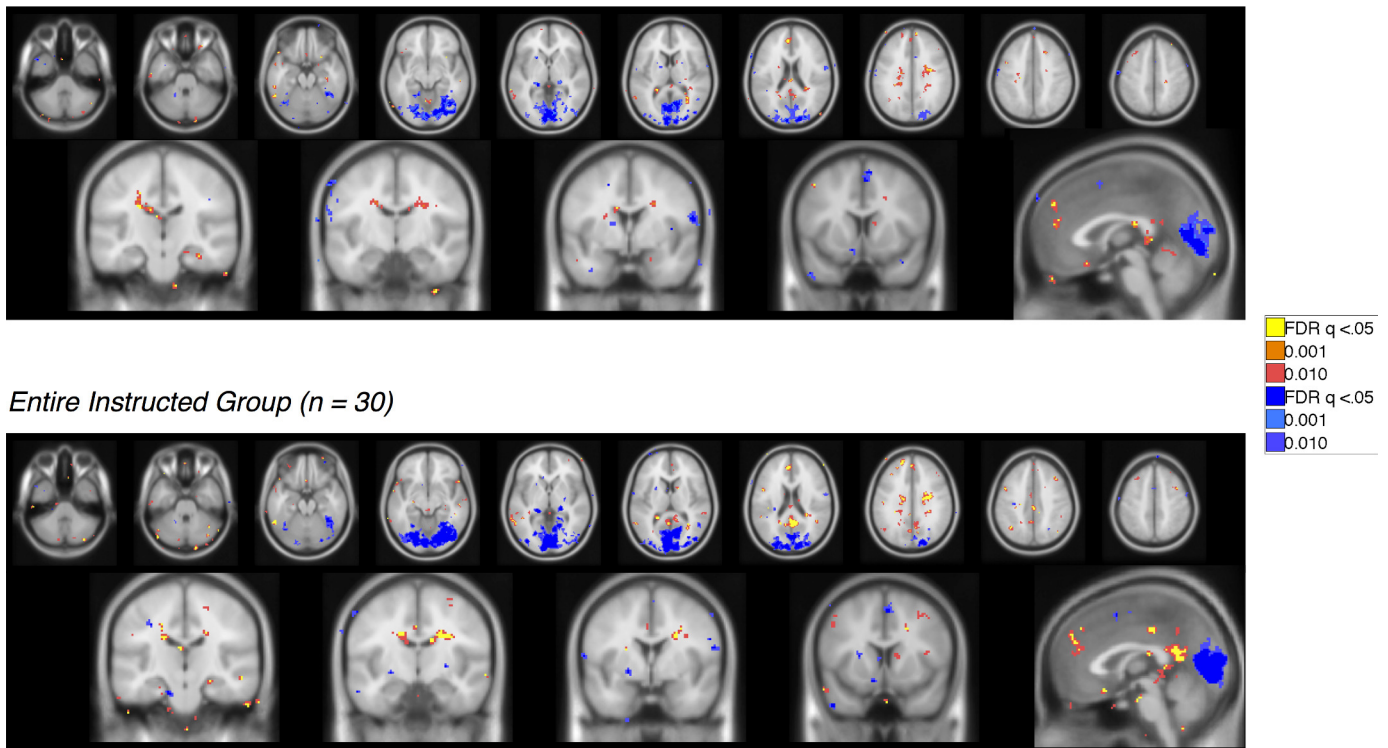 FDR q <.05
0.001
0.010
FDR q <.05
0.001
0.010
Entire Instructed Group (n = 30)